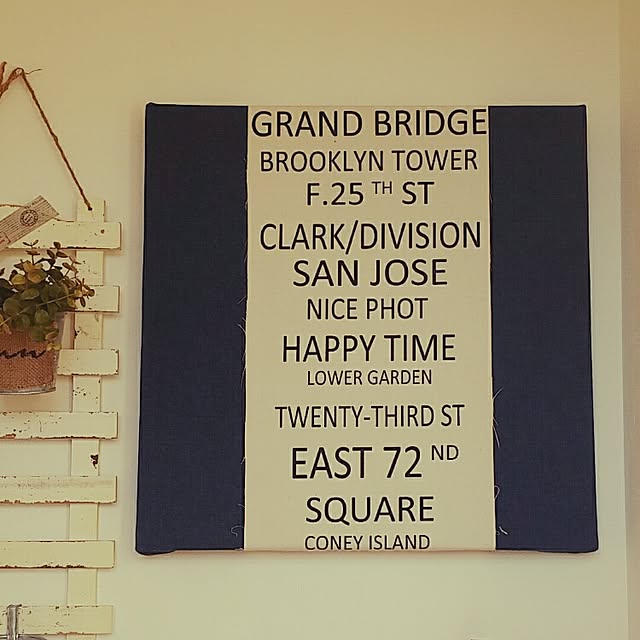 GRAND BRIDGE
BROOKLYN TOWER
F.25 TH ST
CLARK/DIVISION
SAN JOSE
NICE PHOT
HAPPY TIME
LOWER GARDEN
TWENTY-THIRD ST
EAST 72 ND
SQUARE
CONEY ISLAND